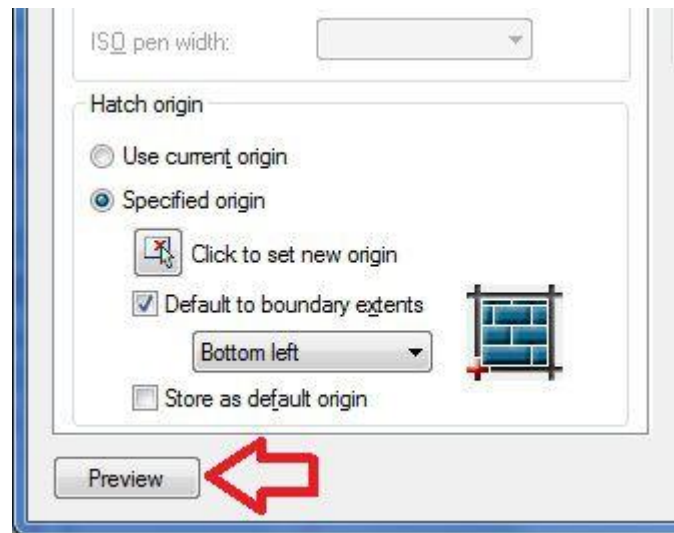 ISO pen width:
Hatch origin
Use current origin
Specified origin
Click to set new origin
Default to boundary extents
Bottom left
Store as default origin
Preview